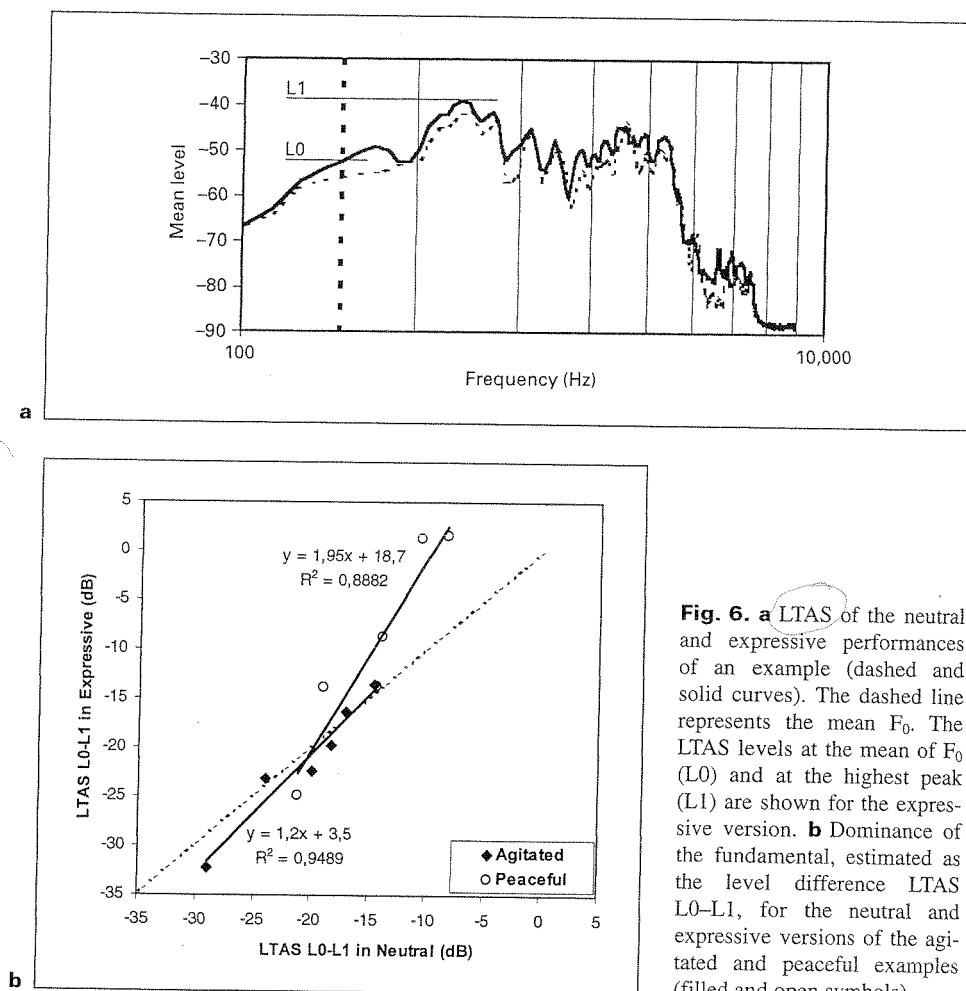 −30
−40
−50
−60
−70
−80
−90
Mean level
L1
L0
100
10,000
Frequency (Hz)
a
5
0
-5
-10
-15
-20
-25
-30
-35
LTAS L0-L1 in Expressive (dB)
y = 1,95x + 18,7
R² = 0,8882
y = 1,2x + 3,5
R² = 0,9489
Agitated
Peaceful
-35
-30
-25
-20
-15
-10
-5
0
5
LTAS L0-L1 in Neutral (dB)
b
Fig. 6. a LTAS of the neutral
and expressive performances
of an example (dashed and
solid curves). The dashed line
represents the mean F₀. The
LTAS levels at the mean of F₀
(L0) and at the highest peak
(L1) are shown for the expres-
sive version. b Dominance of
the fundamental, estimated as
the level difference LTAS
L0–L1, for the neutral and
expressive versions of the agi-
tated and peaceful examples
(filled and open symbols).